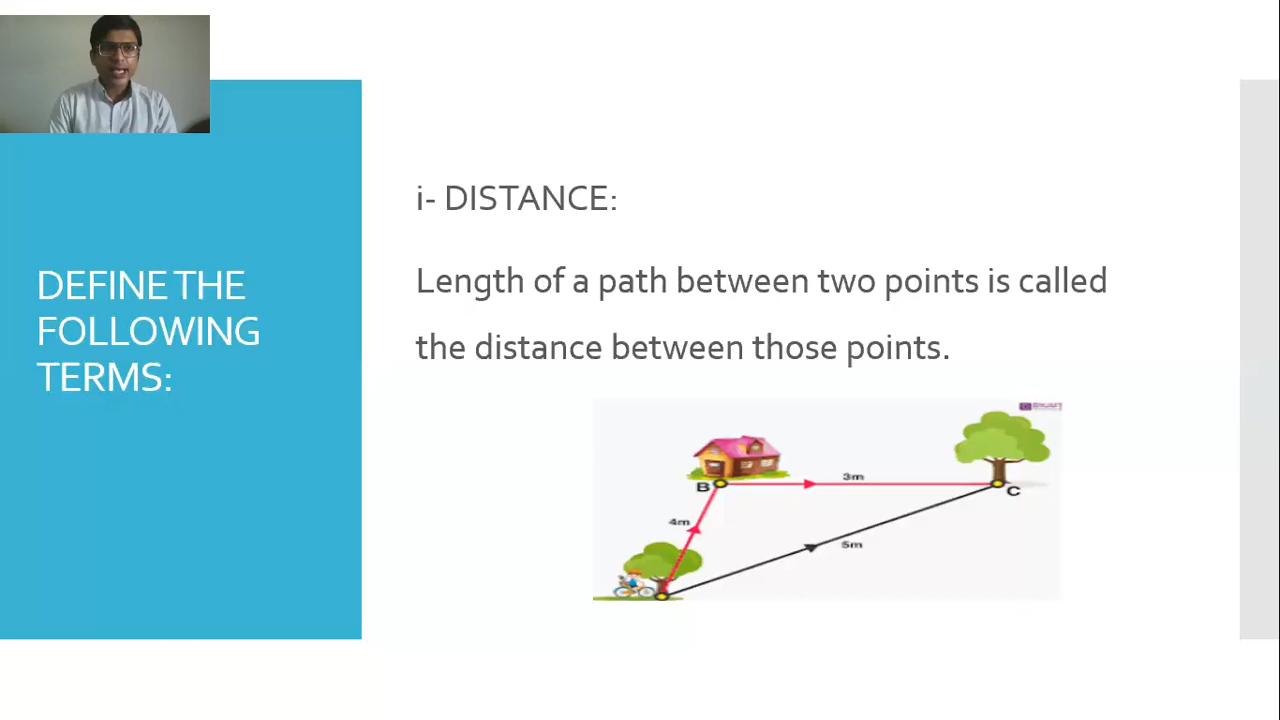 DEFINE THE
FOLLOWING
TERMS:
i- DISTANCE:
Length of a path between two points is called
the distance between those points.
B
3m
C
4m
5m